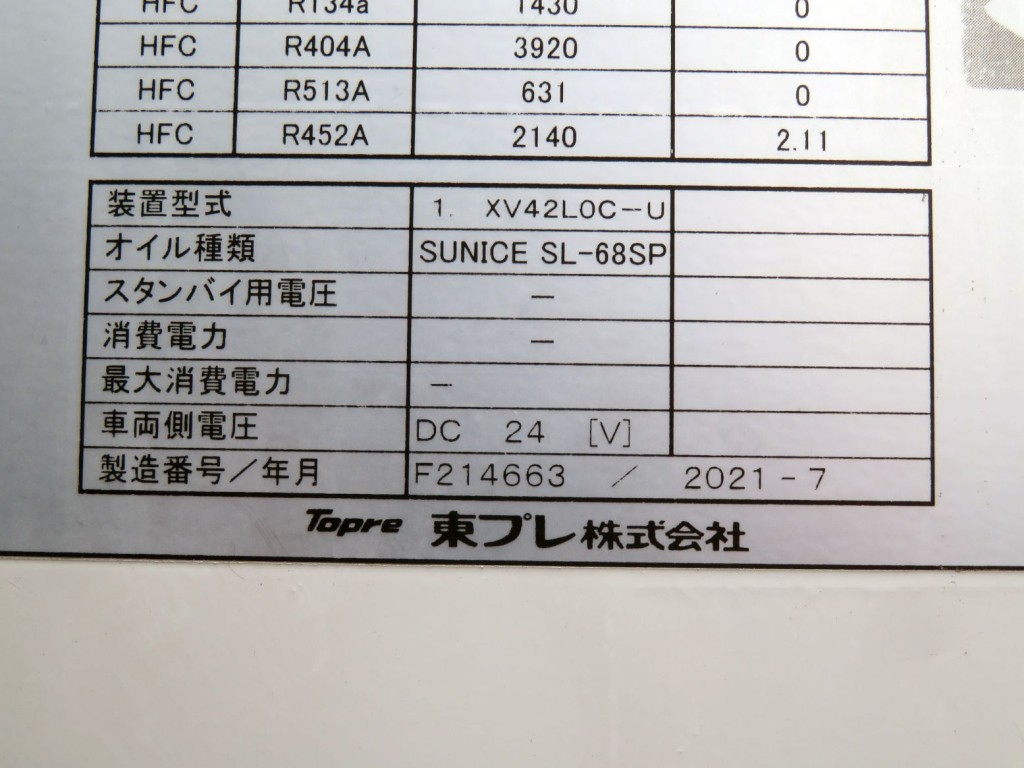 HFC R134a 1430 0
HFC R404A 3920 0
HFC R513A 631 0
HFC R452A 2140 2.11
装置型式 1. XV42LOC-U
オイル種類 SUNICE SL-68SP
スタンバイ用電圧 —
消費電力 —
最大消費電力 —
車両側電圧 DC 24 [V]
製造番号/年月 F214663 / 2021-7
Topre 東プレ株式会社